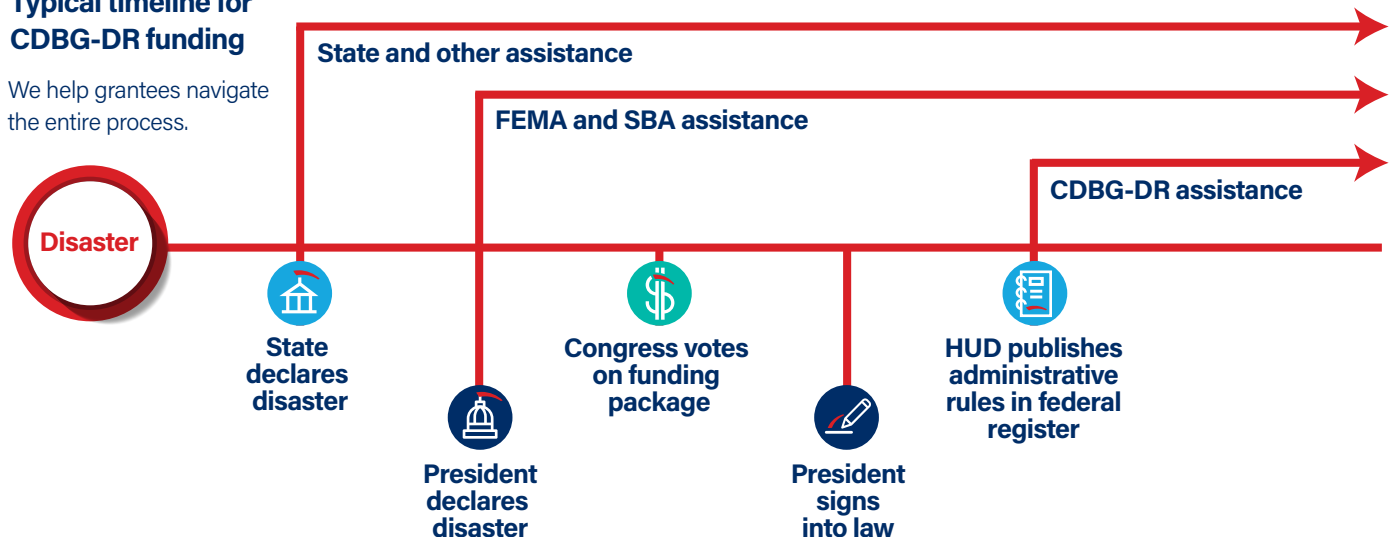 Typical timeline for
CDBG-DR funding
We help grantees navigate
the entire process.
State and other assistance
FEMA and SBA assistance
CDBG-DR assistance
Disaster
State
declares
disaster
President
declares
disaster
Congress votes
on funding
package
President
signs
into law
HUD publishes
administrative
rules in federal
register